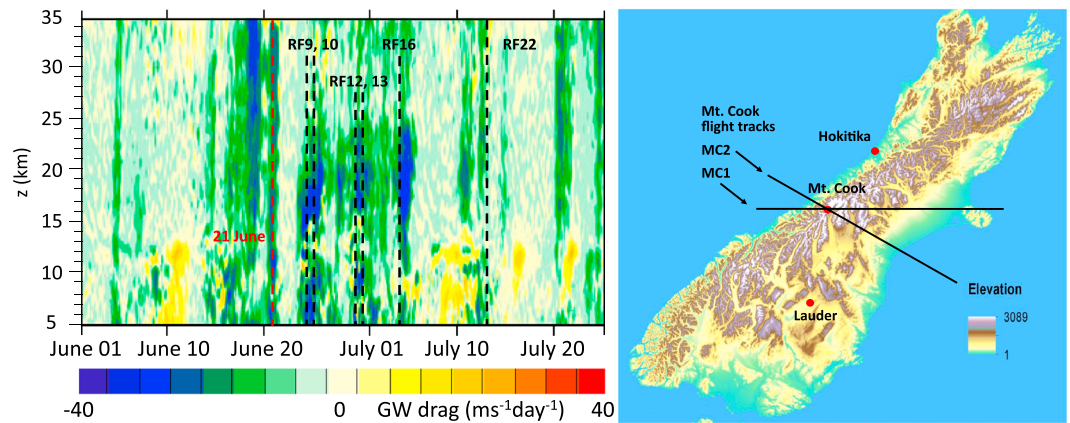 35
30
25
20
15
10
5
z (km)
RF9, 10
RF16
RF22
RF12, 13
21 June
June 01
June 10
June 20
July 01
July 10
July 20
-40
0
GW drag (ms⁻¹day⁻¹)
40
Mt. Cook
flight tracks
MC2
MC1
Hokitika
Mt. Cook
Lauder
Elevation
3089
1